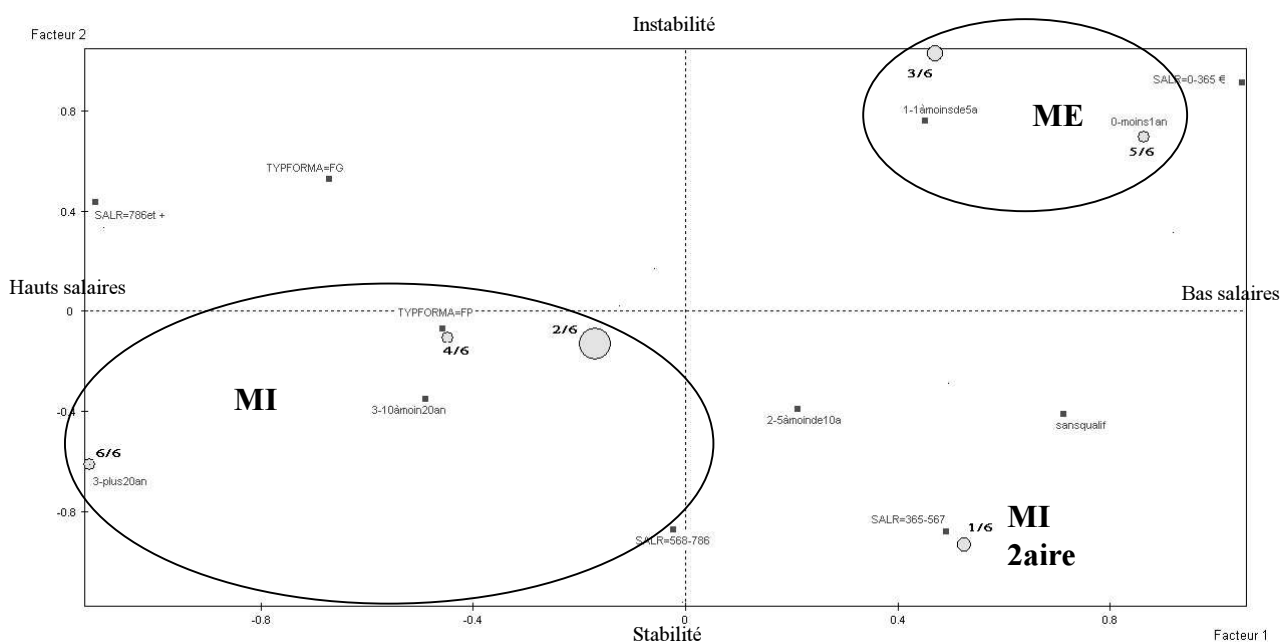 Instabilité
Facteur 2
3/6
SALR=0-365 €
0.8
1-1àmoinsde5a
ME
0-moins1an
5/6
TYPFORMA=FG
0.4
SALR=786et +
Hauts salaires
Bas salaires
0
TYPFORMA=FP
2/6
4/6
MI
3-10àmoin20an
-0.4
2-5àmoinde10a
sansqualif
6/6
3-plus20an
-0.8
SALR=568-786
SALR=365-567
1/6
MI
2aire
-0.8
-0.4
0
0.4
0.8
Stabilité
Facteur 1